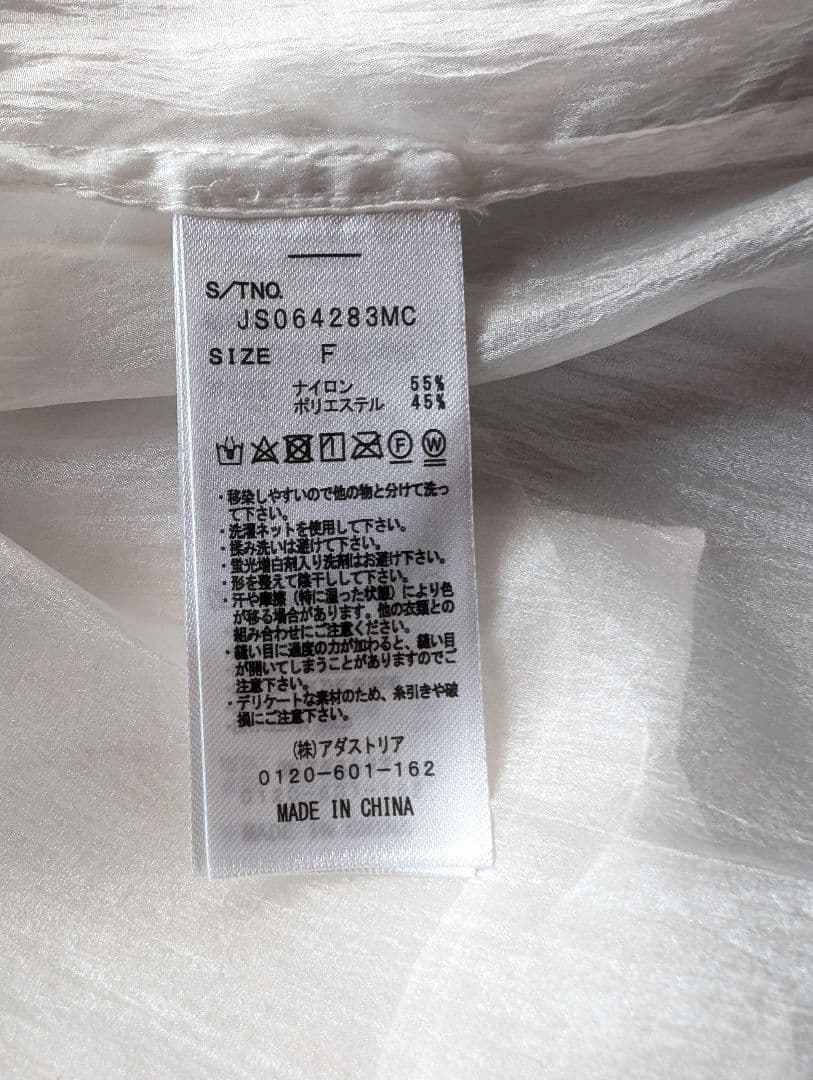 S/TNO.
JS064283MC
SIZE F
ナイロン 55%
ポリエステル 45%
F W
・移染しやすいので他の物と分けて洗っ
て下さい。
・洗濯ネットを使用して下さい。
・揉み洗いは避けて下さい。
・蛍光増白剤入り洗剤はお避け下さい。
・形を整えて陰干しして下さい。
・汗や摩擦(特に湿った状態)により色
が移る場合があります。他の衣類との
組み合わせにご注意ください。
・縫い目に過度の力が加わると、縫い目
が開いてしまうことがありますのでご
注意下さい。
・デリケートな素材のため、糸引きや破
損にご注意下さい。
(株)アダストリア
0120-601-162
MADE IN CHINA